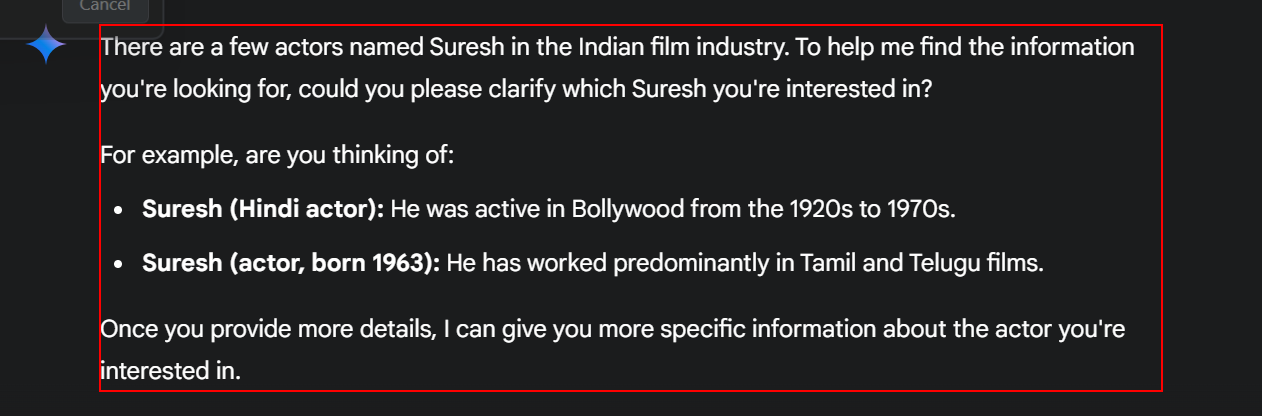 Cancel
There are a few actors named Suresh in the Indian film industry. To help me find the information
you're looking for, could you please clarify which Suresh you're interested in?
For example, are you thinking of:
• Suresh (Hindi actor): He was active in Bollywood from the 1920s to 1970s.
• Suresh (actor, born 1963): He has worked predominantly in Tamil and Telugu films.
Once you provide more details, I can give you more specific information about the actor you're
interested in.